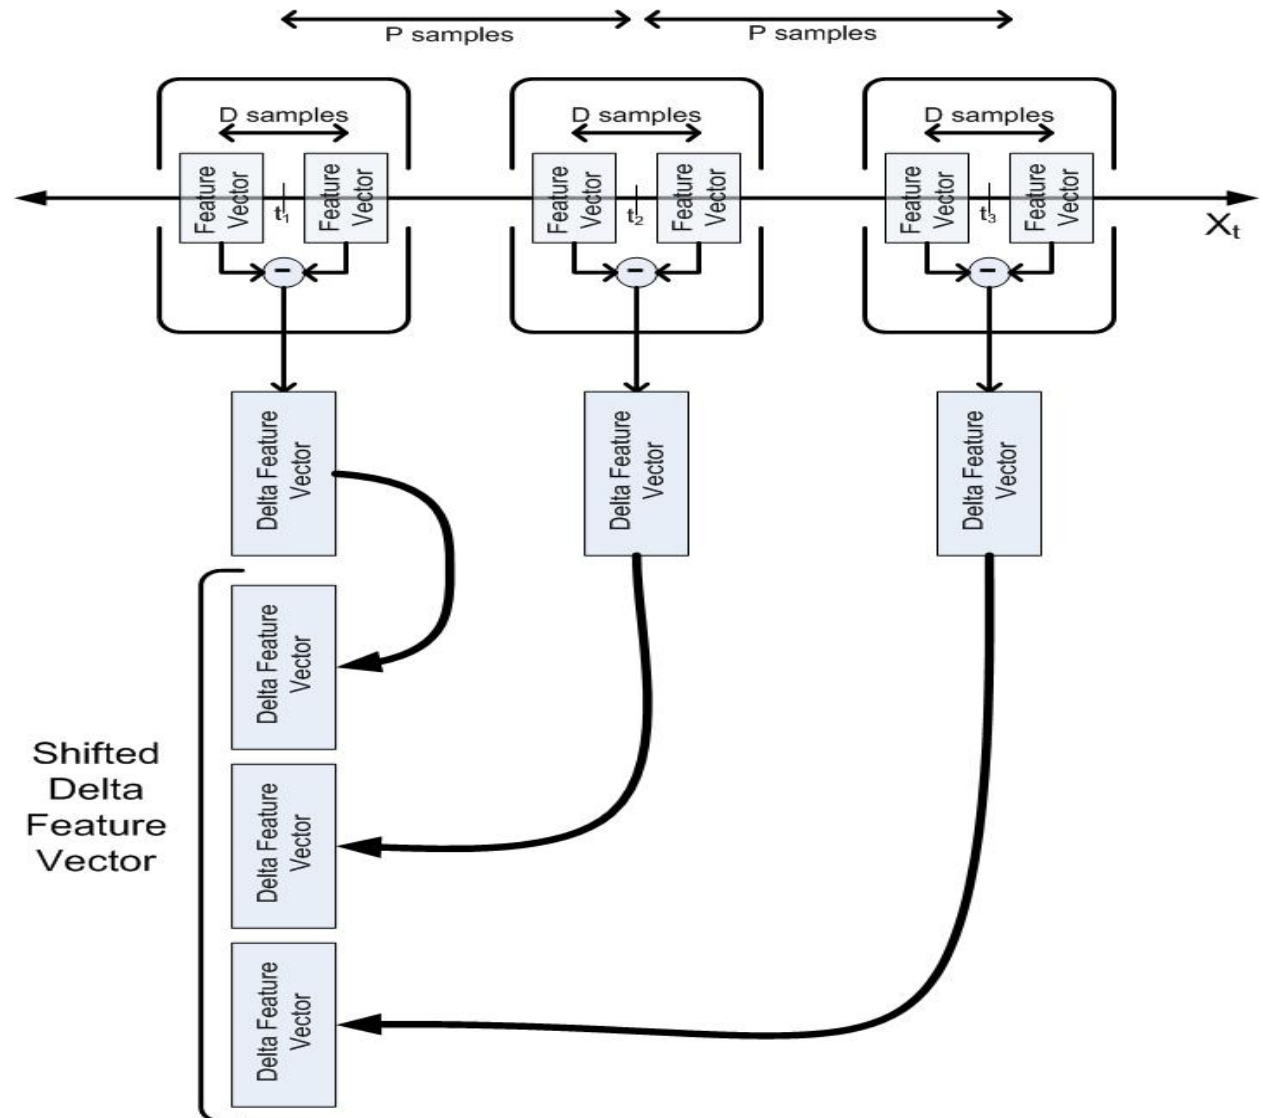 P samples
P samples
D samples
D samples
D samples
Feature
Vector
t₁
Feature
Vector
Feature
Vector
t₂
Feature
Vector
Feature
Vector
t₃
Feature
Vector
Xₜ
-
-
-
Delta Feature
Vector
Delta Feature
Vector
Delta Feature
Vector
Delta Feature
Vector
Shifted
Delta
Feature
Vector
Delta Feature
Vector
Delta Feature
Vector